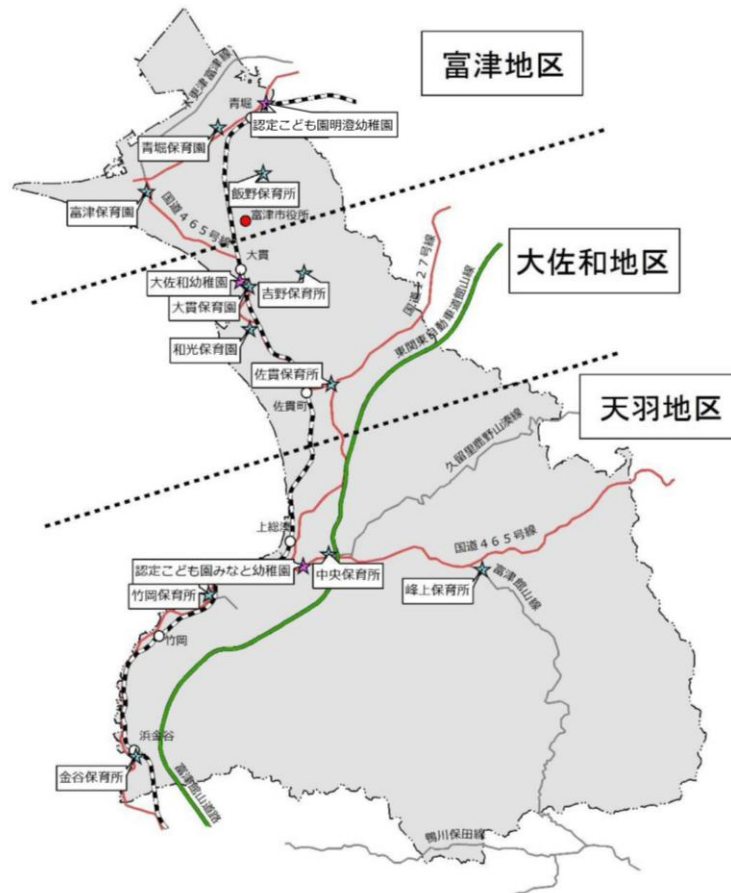 富津地区
木更津富津線
青堀
認定こども園明澄幼稚園
青堀保育園
飯野保育所
富津保育園
富津市役所
国道465号線
大貫
国道127号線
大佐和地区
大佐和幼稚園
吉野保育所
大貫保育園
東関東自動車道館山線
和光保育園
佐貫保育所
佐貫町
天羽地区
久留里鹿野山湊線
上総湊
国道465号線
認定こども園みなと幼稚園
中央保育所
竹岡保育所
峰上保育所
富津館山線
竹岡
浜金谷
金谷保育所
富津館山道路
鴨川保田線